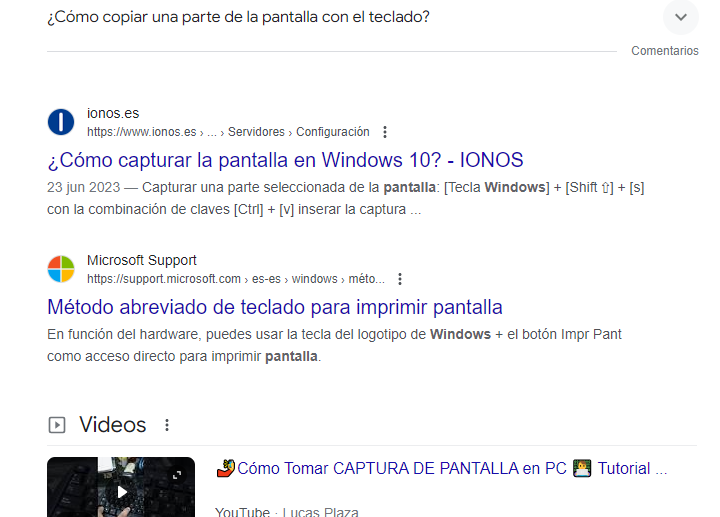 ¿Cómo copiar una parte de la pantalla con el teclado?
Comentarios
ionos.es
https://www.ionos.es › ... › Servidores › Configuración
¿Cómo capturar la pantalla en Windows 10? - IONOS
23 jun 2023 — Capturar una parte seleccionada de la pantalla: [Tecla Windows] + [Shift ⇧] + [s]
con la combinación de claves [Ctrl] + [v] inserar la captura ...
Microsoft Support
https://support.microsoft.com › es-es › windows › méto...
Método abreviado de teclado para imprimir pantalla
En función del hardware, puedes usar la tecla del logotipo de Windows + el botón Impr Pant
como acceso directo para imprimir pantalla.
Videos
🤳Cómo Tomar CAPTURA DE PANTALLA en PC 👨‍💻 Tutorial ...
YouTube · Lucas Plaza